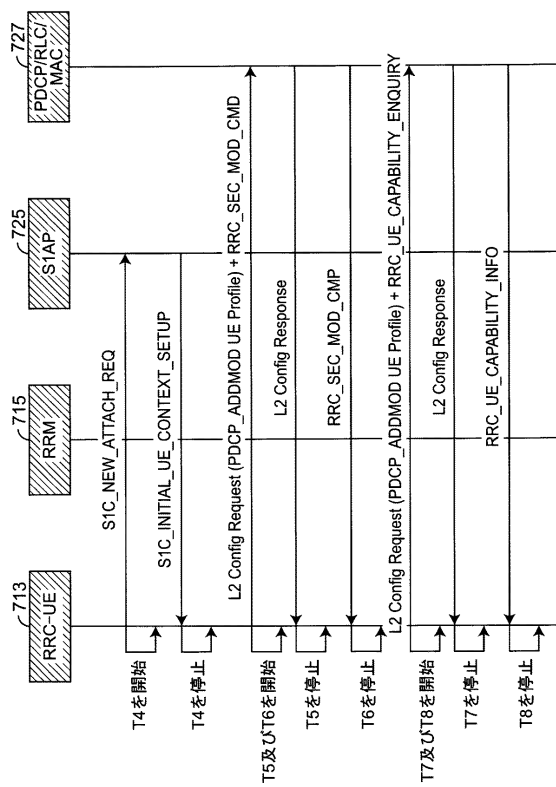 713
RRC-UE
715
RRM
725
S1AP
727
PDCP/RLC/
MAC
S1C_NEW_ATTACH_REQ
T4を開始
S1C_INITIAL_UE_CONTEXT_SETUP
T4を停止
L2 Config Request (PDCP_ADDMOD UE Profile) + RRC_SEC_MOD_CMD
T5及びT6を開始
L2 Config Response
T5を停止
RRC_SEC_MOD_CMP
T6を停止
L2 Config Request (PDCP_ADDMOD UE Profile) + RRC_UE_CAPABILITY_ENQUIRY
T7及びT8を開始
L2 Config Response
T7を停止
RRC_UE_CAPABILITY_INFO
T8を停止